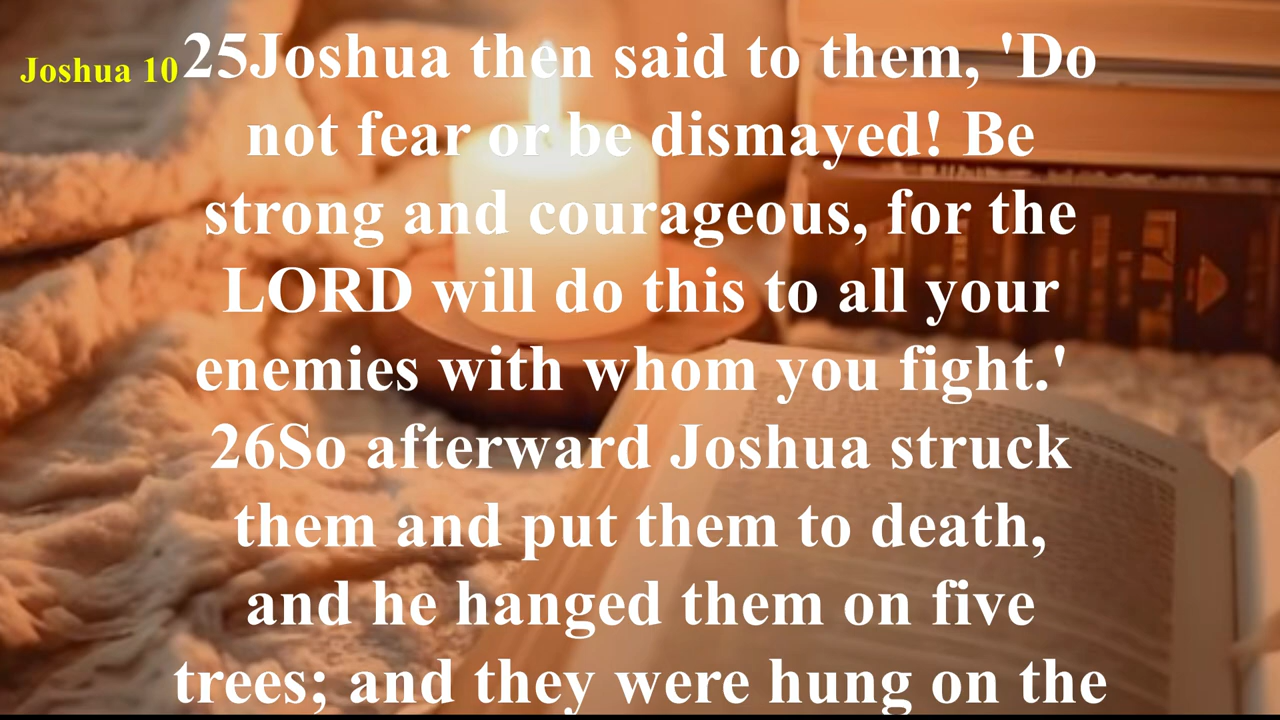 Joshua 10
25Joshua then said to them, 'Do
not fear or be dismayed! Be
strong and courageous, for the
LORD will do this to all your
enemies with whom you fight.'
26So afterward Joshua struck
them and put them to death,
and he hanged them on five
trees; and they were hung on the